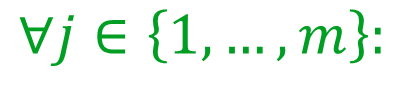 ∀j ∈ {1, … , m}: